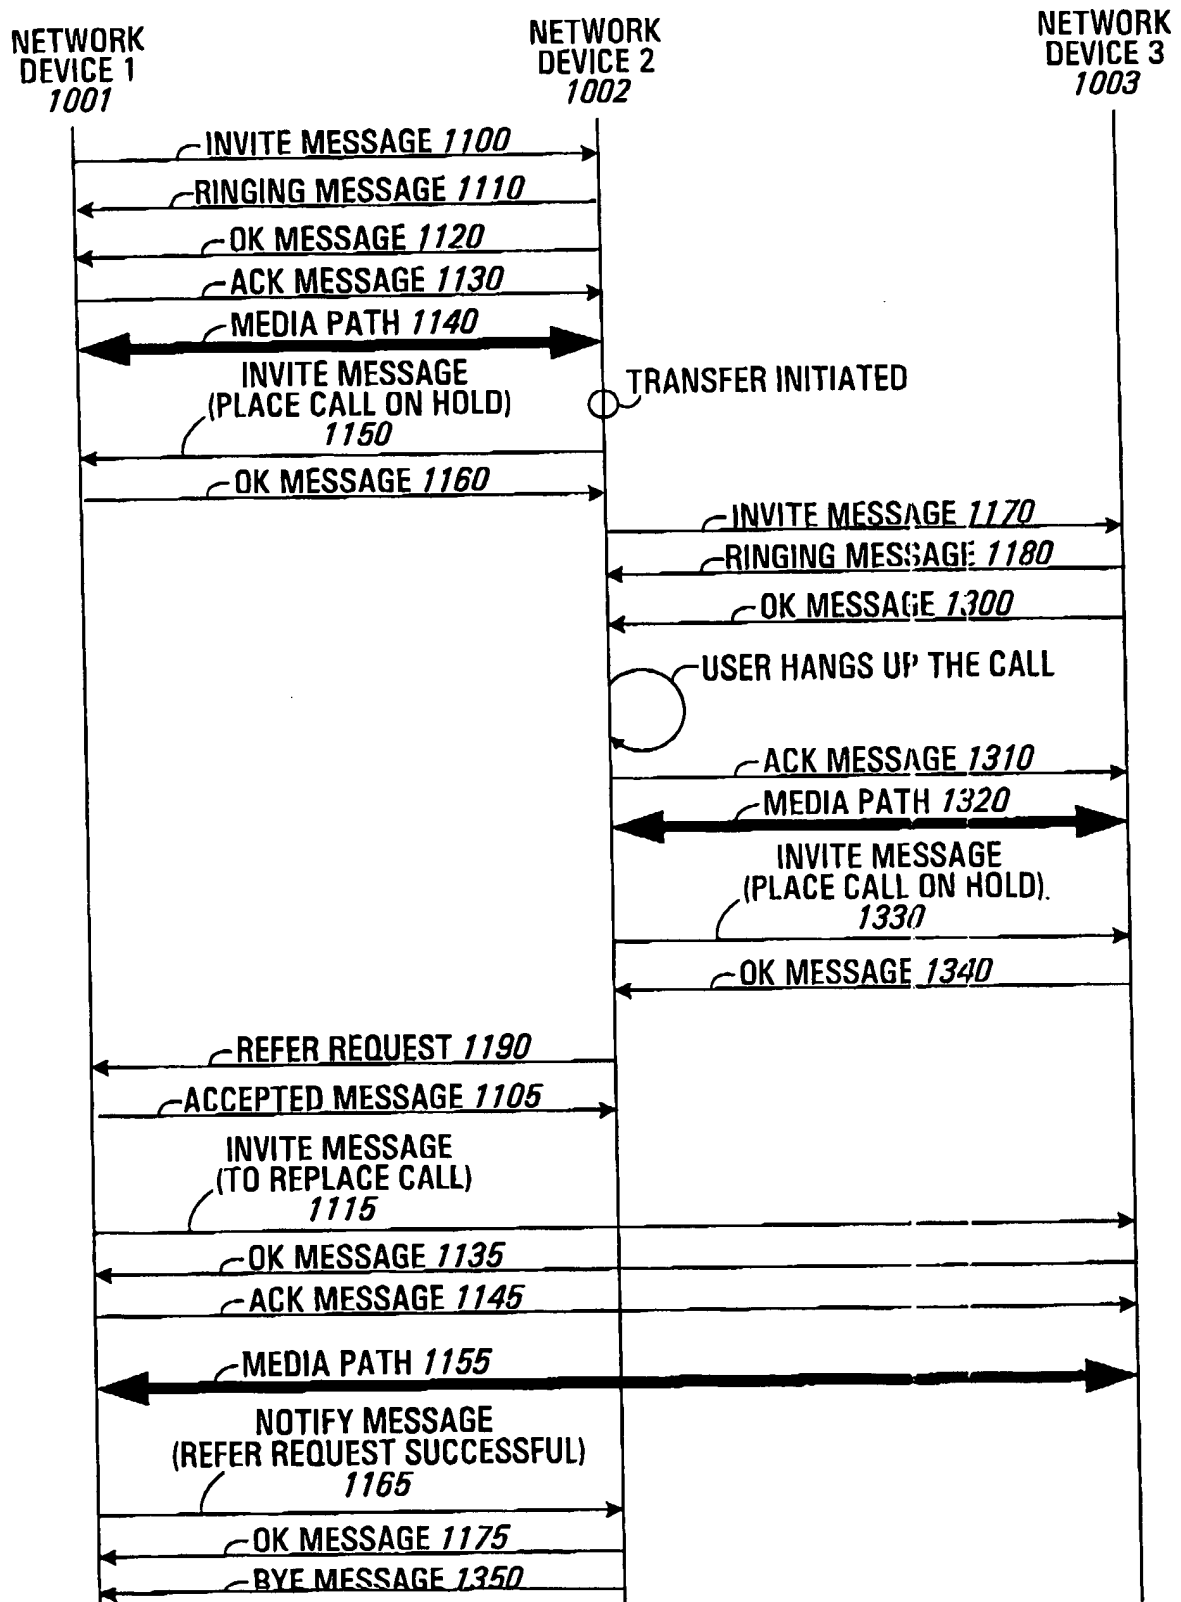 NETWORK
DEVICE 1
1001
NETWORK
DEVICE 2
1002
NETWORK
DEVICE 3
1003
INVITE MESSAGE 1100
RINGING MESSAGE 1110
OK MESSAGE 1120
ACK MESSAGE 1130
MEDIA PATH 1140
TRANSFER INITIATED
INVITE MESSAGE
(PLACE CALL ON HOLD)
1150
OK MESSAGE 1160
INVITE MESSAGE 1170
RINGING MESSAGE 1180
OK MESSAGE 1300
USER HANGS UP THE CALL
ACK MESSAGE 1310
MEDIA PATH 1320
INVITE MESSAGE
(PLACE CALL ON HOLD).
1330
OK MESSAGE 1340
REFER REQUEST 1190
ACCEPTED MESSAGE 1105
INVITE MESSAGE
(TO REPLACE CALL)
1115
OK MESSAGE 1135
ACK MESSAGE 1145
MEDIA PATH 1155
NOTIFY MESSAGE
(REFER REQUEST SUCCESSFUL)
1165
OK MESSAGE 1175
BYE MESSAGE 1350